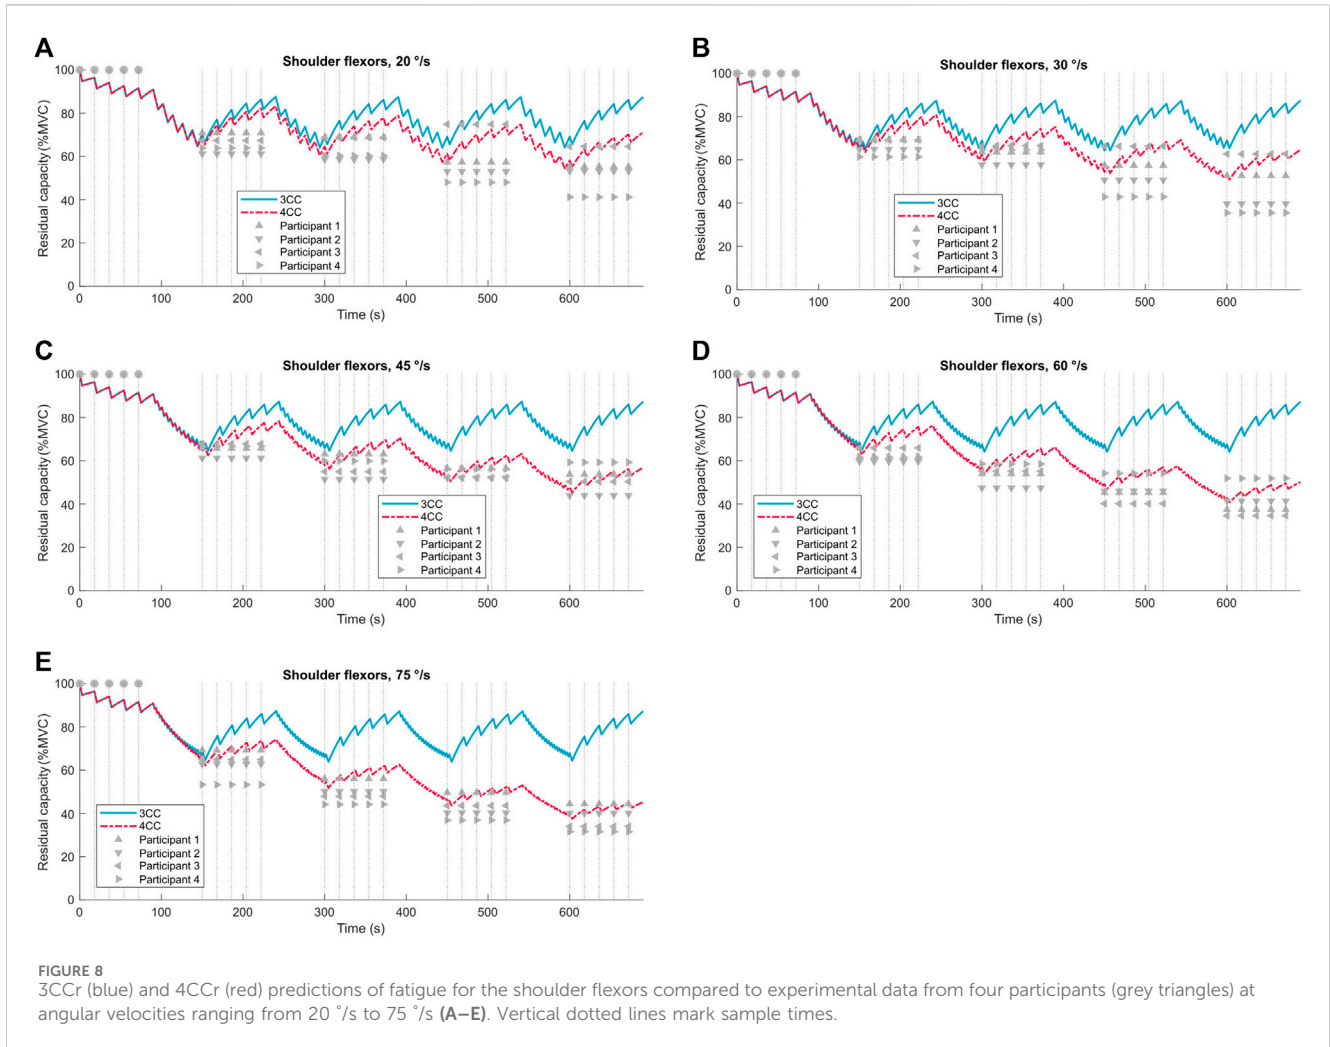 A
Shoulder flexors, 20 °/s
Residual capacity (%MVC)
100
80
60
40
20
0
3CC
4CC
Participant 1
Participant 2
Participant 3
Participant 4
0 100 200 300 400 500 600
Time (s)
B
Shoulder flexors, 30 °/s
Residual capacity (%MVC)
100
80
60
40
20
0
3CC
4CC
Participant 1
Participant 2
Participant 3
Participant 4
0 100 200 300 400 500 600
Time (s)
C
Shoulder flexors, 45 °/s
Residual capacity (%MVC)
100
80
60
40
20
0
3CC
4CC
Participant 1
Participant 2
Participant 3
Participant 4
0 100 200 300 400 500 600
Time (s)
D
Shoulder flexors, 60 °/s
Residual capacity (%MVC)
100
80
60
40
20
0
3CC
4CC
Participant 1
Participant 2
Participant 3
Participant 4
0 100 200 300 400 500 600
Time (s)
E
Shoulder flexors, 75 °/s
Residual capacity (%MVC)
100
80
60
40
20
0
3CC
4CC
Participant 1
Participant 2
Participant 3
Participant 4
0 100 200 300 400 500 600
Time (s)
FIGURE 8
3CCr (blue) and 4CCr (red) predictions of fatigue for the shoulder flexors compared to experimental data from four participants (grey triangles) at
angular velocities ranging from 20 °/s to 75 °/s (A–E). Vertical dotted lines mark sample times.